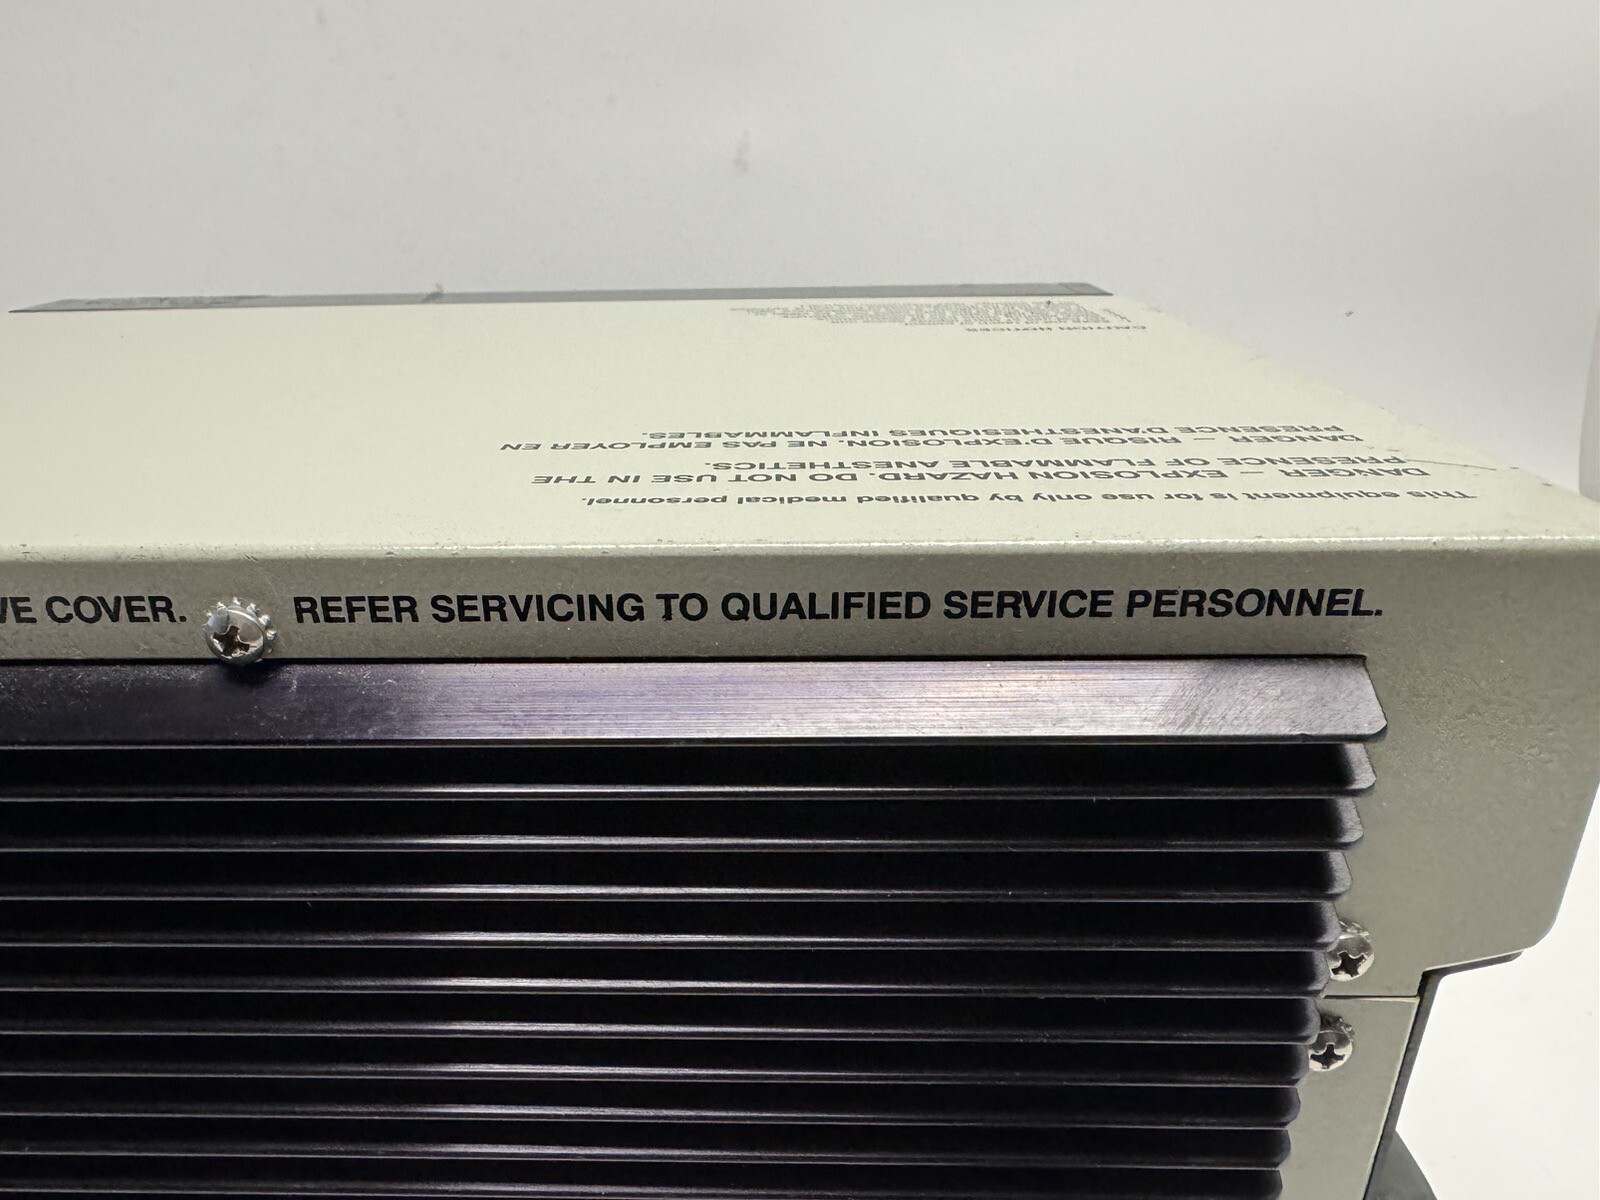 VE COVER. REFER SERVICING TO QUALIFIED SERVICE PERSONNEL.
This equipment is for use only by qualified medical personnel.
DANGER — EXPLOSION HAZARD. DO NOT USE IN THE
PRESENCE OF FLAMMABLE ANESTHETICS.
DANGER — RISQUE D'EXPLOSION. NE PAS EMPLOYER EN
PRESENCE D'ANESTHESIQUES INFLAMMABLES.
CAUTION NOTICES